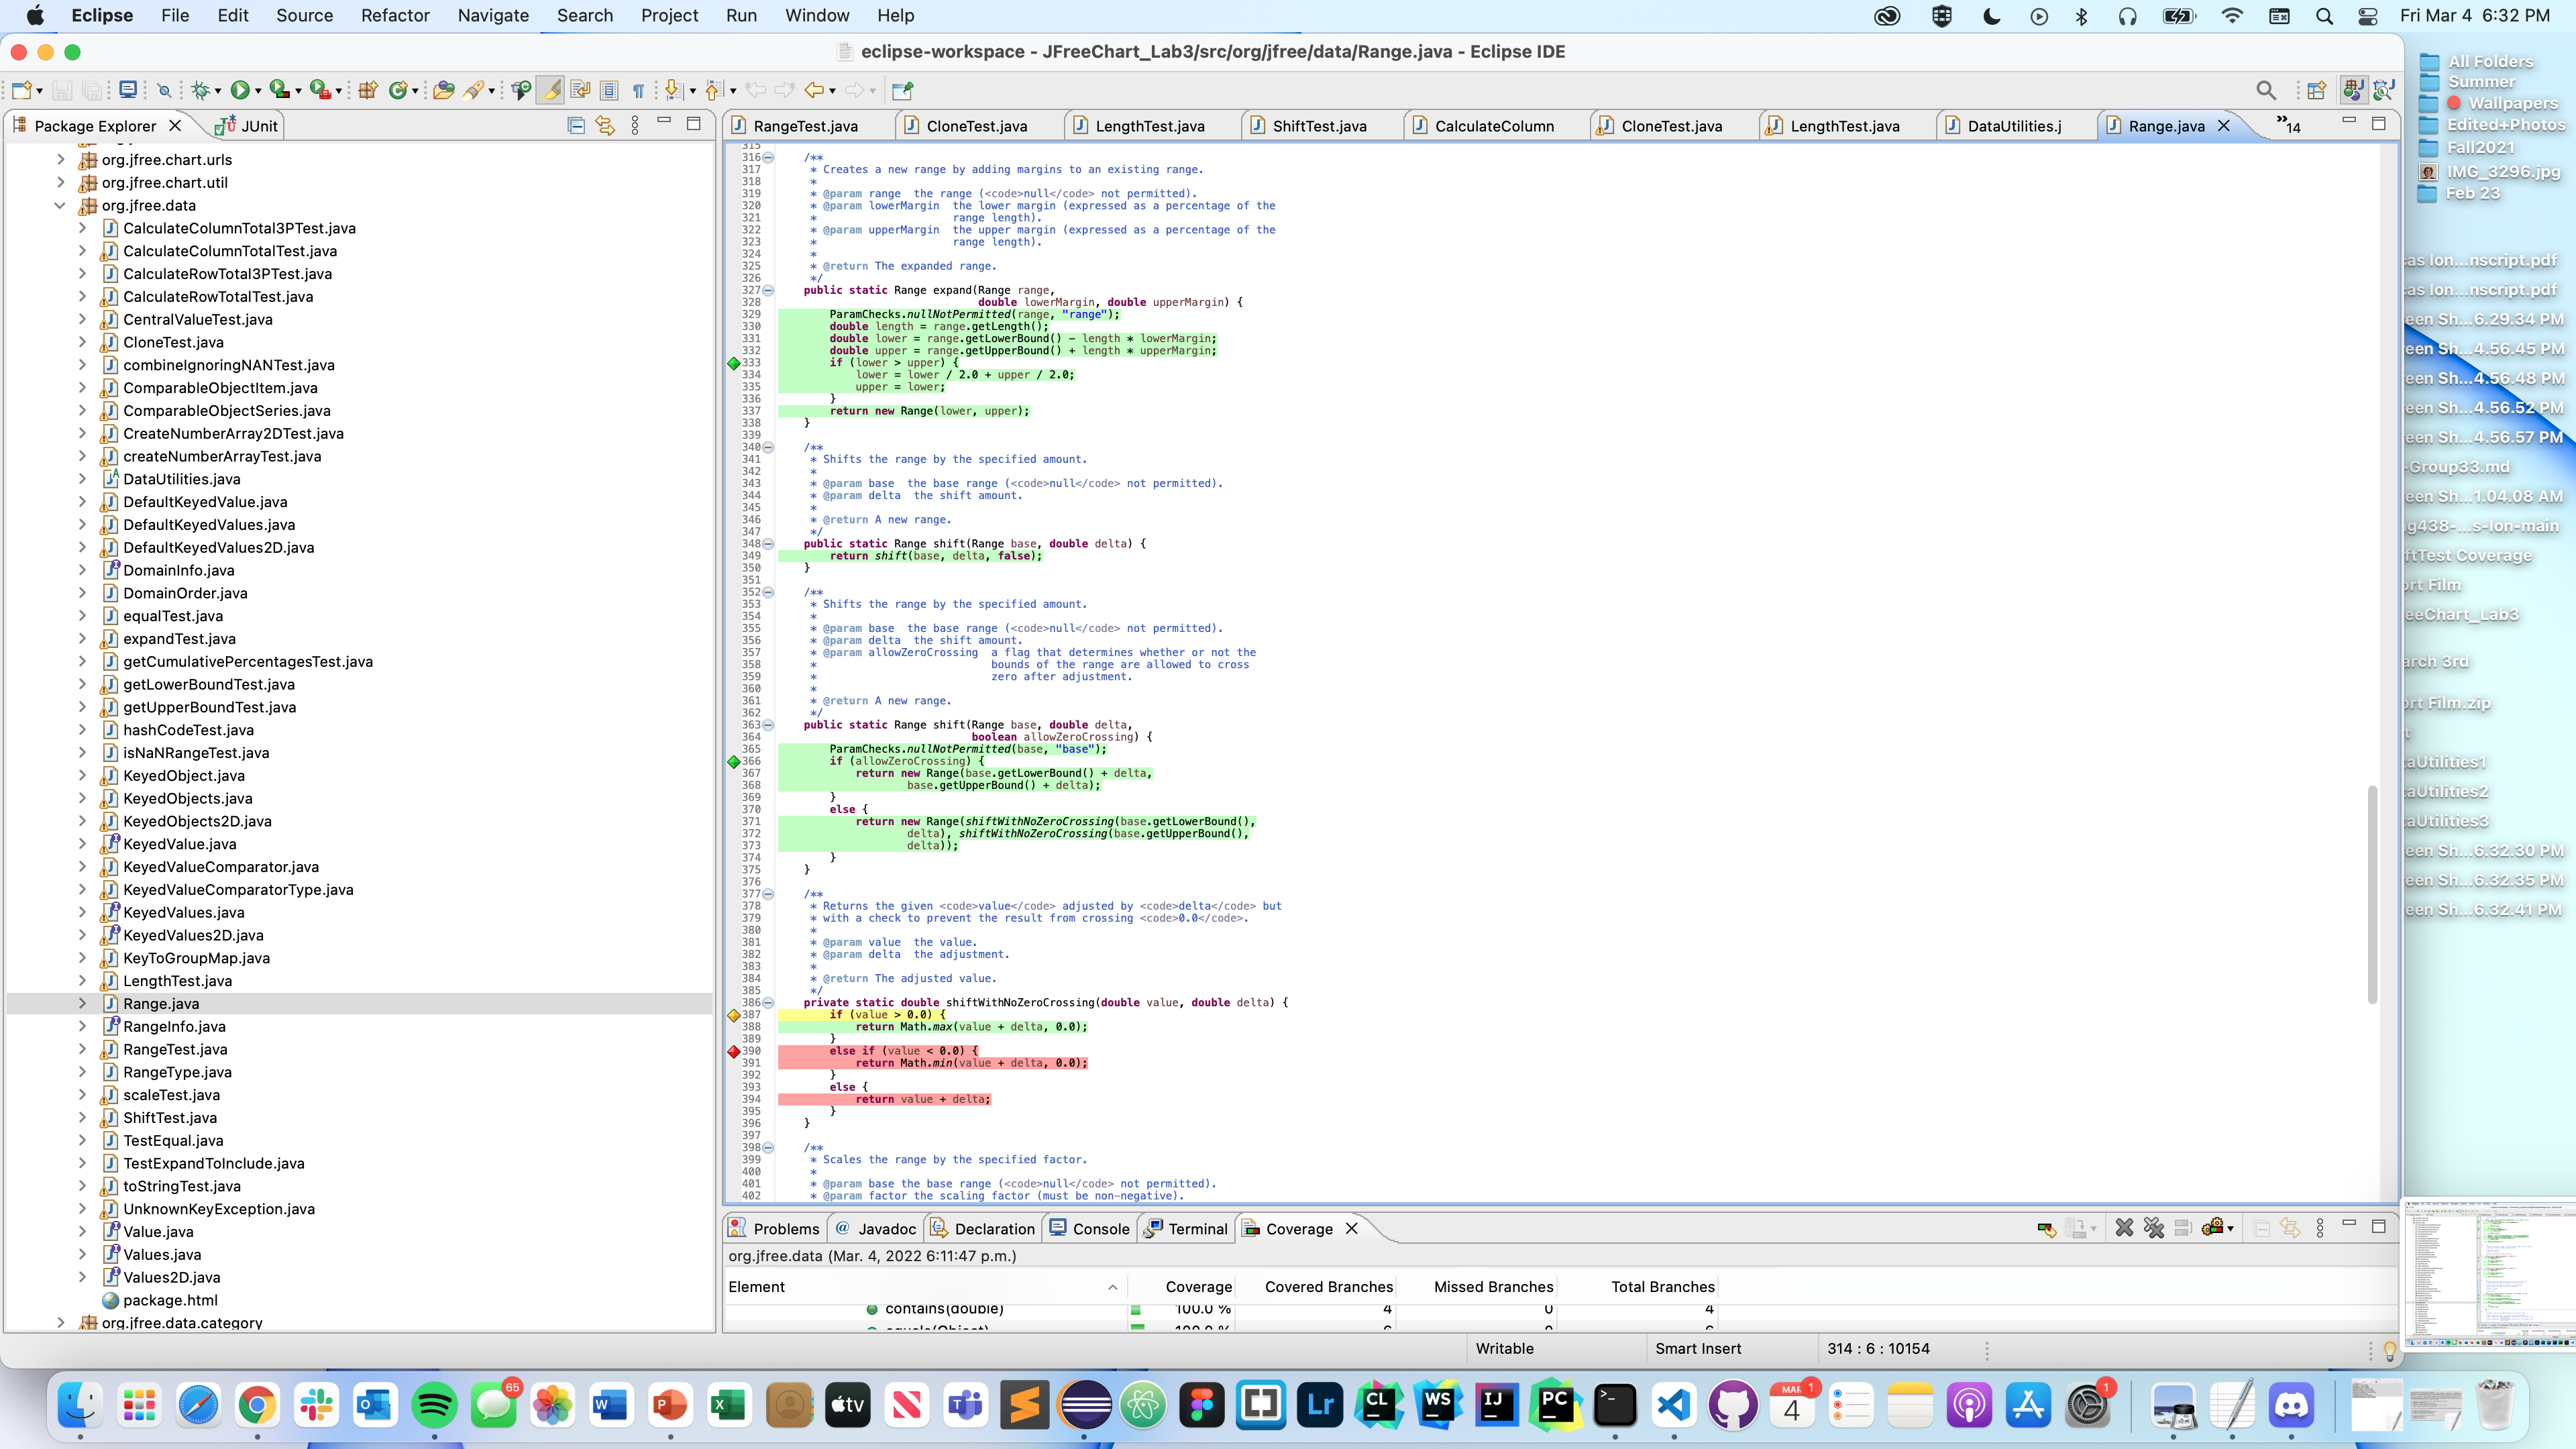 Eclipse File Edit Source Refactor Navigate Search Project Run Window Help
Fri Mar 4 6:32 PM
eclipse-workspace - JFreeChart_Lab3/src/org/jfree/data/Range.java - Eclipse IDE
Package Explorer
JUnit
org.jfree.chart.urls
org.jfree.chart.util
org.jfree.data
CalculateColumnTotal3PTest.java
CalculateColumnTotalTest.java
CalculateRowTotal3PTest.java
CalculateRowTotalTest.java
CentralValueTest.java
CloneTest.java
combineIgnoringNANTest.java
ComparableObjectItem.java
ComparableObjectSeries.java
CreateNumberArray2DTest.java
createNumberArrayTest.java
DataUtilities.java
DefaultKeyedValue.java
DefaultKeyedValues.java
DefaultKeyedValues2D.java
DomainInfo.java
DomainOrder.java
equalTest.java
expandTest.java
getCumulativePercentagesTest.java
getLowerBoundTest.java
getUpperBoundTest.java
hashCodeTest.java
isNaNRangeTest.java
KeyedObject.java
KeyedObjects.java
KeyedObjects2D.java
KeyedValue.java
KeyedValueComparator.java
KeyedValueComparatorType.java
KeyedValues.java
KeyedValues2D.java
KeyToGroupMap.java
LengthTest.java
Range.java
RangeInfo.java
RangeTest.java
RangeType.java
scaleTest.java
ShiftTest.java
TestEqual.java
TestExpandToInclude.java
toStringTest.java
UnknownKeyException.java
Value.java
Values.java
Values2D.java
package.html
org.jfree.data.category
RangeTest.java CloneTest.java LengthTest.java ShiftTest.java CalculateColumn CloneTest.java LengthTest.java DataUtilities.j Range.java 14
315
316 /**
317 * Creates a new range by adding margins to an existing range.
318 *
319 * @param range the range (<code>null</code> not permitted).
320 * @param lowerMargin the lower margin (expressed as a percentage of the
321 * range length).
322 * @param upperMargin the upper margin (expressed as a percentage of the
323 * range length).
324 *
325 * @return The expanded range.
326 */
327 public static Range expand(Range range,
328 double lowerMargin, double upperMargin) {
329 ParamChecks.nullNotPermitted(range, "range");
330 double length = range.getLength();
331 double lower = range.getLowerBound() - length * lowerMargin;
332 double upper = range.getUpperBound() + length * upperMargin;
333 if (lower > upper) {
334 lower = lower / 2.0 + upper / 2.0;
335 upper = lower;
336 }
337 return new Range(lower, upper);
338 }
339
340 /**
341 * Shifts the range by the specified amount.
342 *
343 * @param base the base range (<code>null</code> not permitted).
344 * @param delta the shift amount.
345 *
346 * @return A new range.
347 */
348 public static Range shift(Range base, double delta) {
349 return shift(base, delta, false);
350 }
351
352 /**
353 * Shifts the range by the specified amount.
354 *
355 * @param base the base range (<code>null</code> not permitted).
356 * @param delta the shift amount.
357 * @param allowZeroCrossing a flag that determines whether or not the
358 * bounds of the range are allowed to cross
359 * zero after adjustment.
360 *
361 * @return A new range.
362 */
363 public static Range shift(Range base, double delta,
364 boolean allowZeroCrossing) {
365 ParamChecks.nullNotPermitted(base, "base");
366 if (allowZeroCrossing) {
367 return new Range(base.getLowerBound() + delta,
368 base.getUpperBound() + delta);
369 }
370 else {
371 return new Range(shiftWithNoZeroCrossing(base.getLowerBound(),
372 delta), shiftWithNoZeroCrossing(base.getUpperBound(),
373 delta));
374 }
375 }
376
377 /**
378 * Returns the given <code>value</code> adjusted by <code>delta</code> but
379 * with a check to prevent the result from crossing <code>0.0</code>.
380 *
381 * @param value the value.
382 * @param delta the adjustment.
383 *
384 * @return The adjusted value.
385 */
386 private static double shiftWithNoZeroCrossing(double value, double delta) {
387 if (value > 0.0) {
388 return Math.max(value + delta, 0.0);
389 }
390 else if (value < 0.0) {
391 return Math.min(value + delta, 0.0);
392 }
393 else {
394 return value + delta;
395 }
396 }
397
398 /**
399 * Scales the range by the specified factor.
400 *
401 * @param base the base range (<code>null</code> not permitted).
402 * @param factor the scaling factor (must be non-negative).
Problems Javadoc Declaration Console Terminal Coverage
org.jfree.data (Mar. 4, 2022 6:11:47 p.m.)
Element Coverage Covered Branches Missed Branches Total Branches
contains(double) 100.0 % 4 0 4
equals(Object) 100.0 % 6 0 6
Writable Smart Insert 314 : 6 : 10154
All Folders
Summer
Wallpapers
Edited+Photos
Fall2021
IMG_3296.jpg
Feb 23
as lon...nscript.pdf
as lon...nscript.pdf
een Sh...6.29.34 PM
een Sh...4.56.45 PM
een Sh...4.56.48 PM
een Sh...4.56.52 PM
een Sh...4.56.57 PM
-Group33.md
een Sh...1.04.08 AM
g438-...s-lon-main
ftTest Coverage
ort Film
eeChart_Lab3
arch 3rd
ort Film.zip
t
aUtilities1
aUtilities2
aUtilities3
een Sh...6.32.30 PM
een Sh...6.32.35 PM
een Sh...6.32.41 PM
65
tv
Lr
CL
WS
IJ
PC
MAR
4
1
1